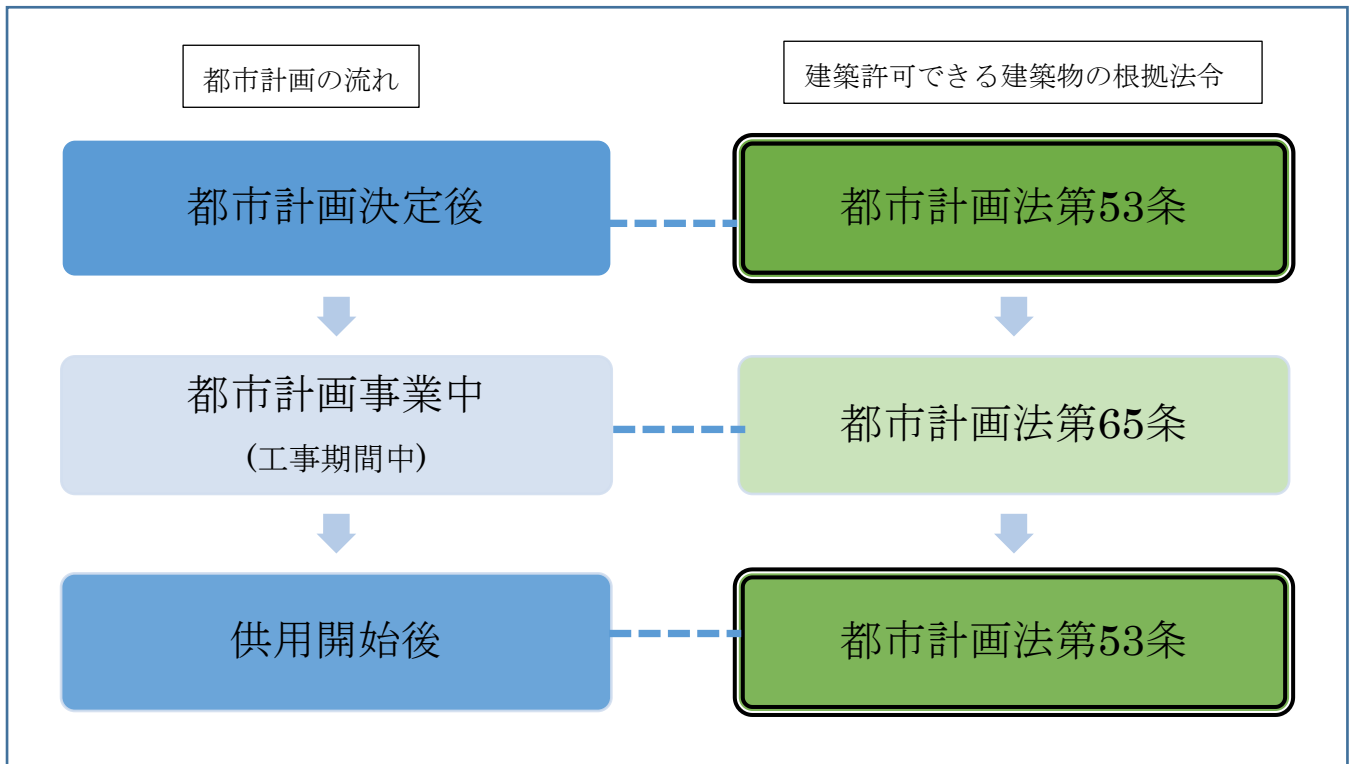 都市計画の流れ
建築許可できる建築物の根拠法令
都市計画決定後
都市計画法第53条
都市計画事業中
(工事期間中)
都市計画法第65条
供用開始後
都市計画法第53条